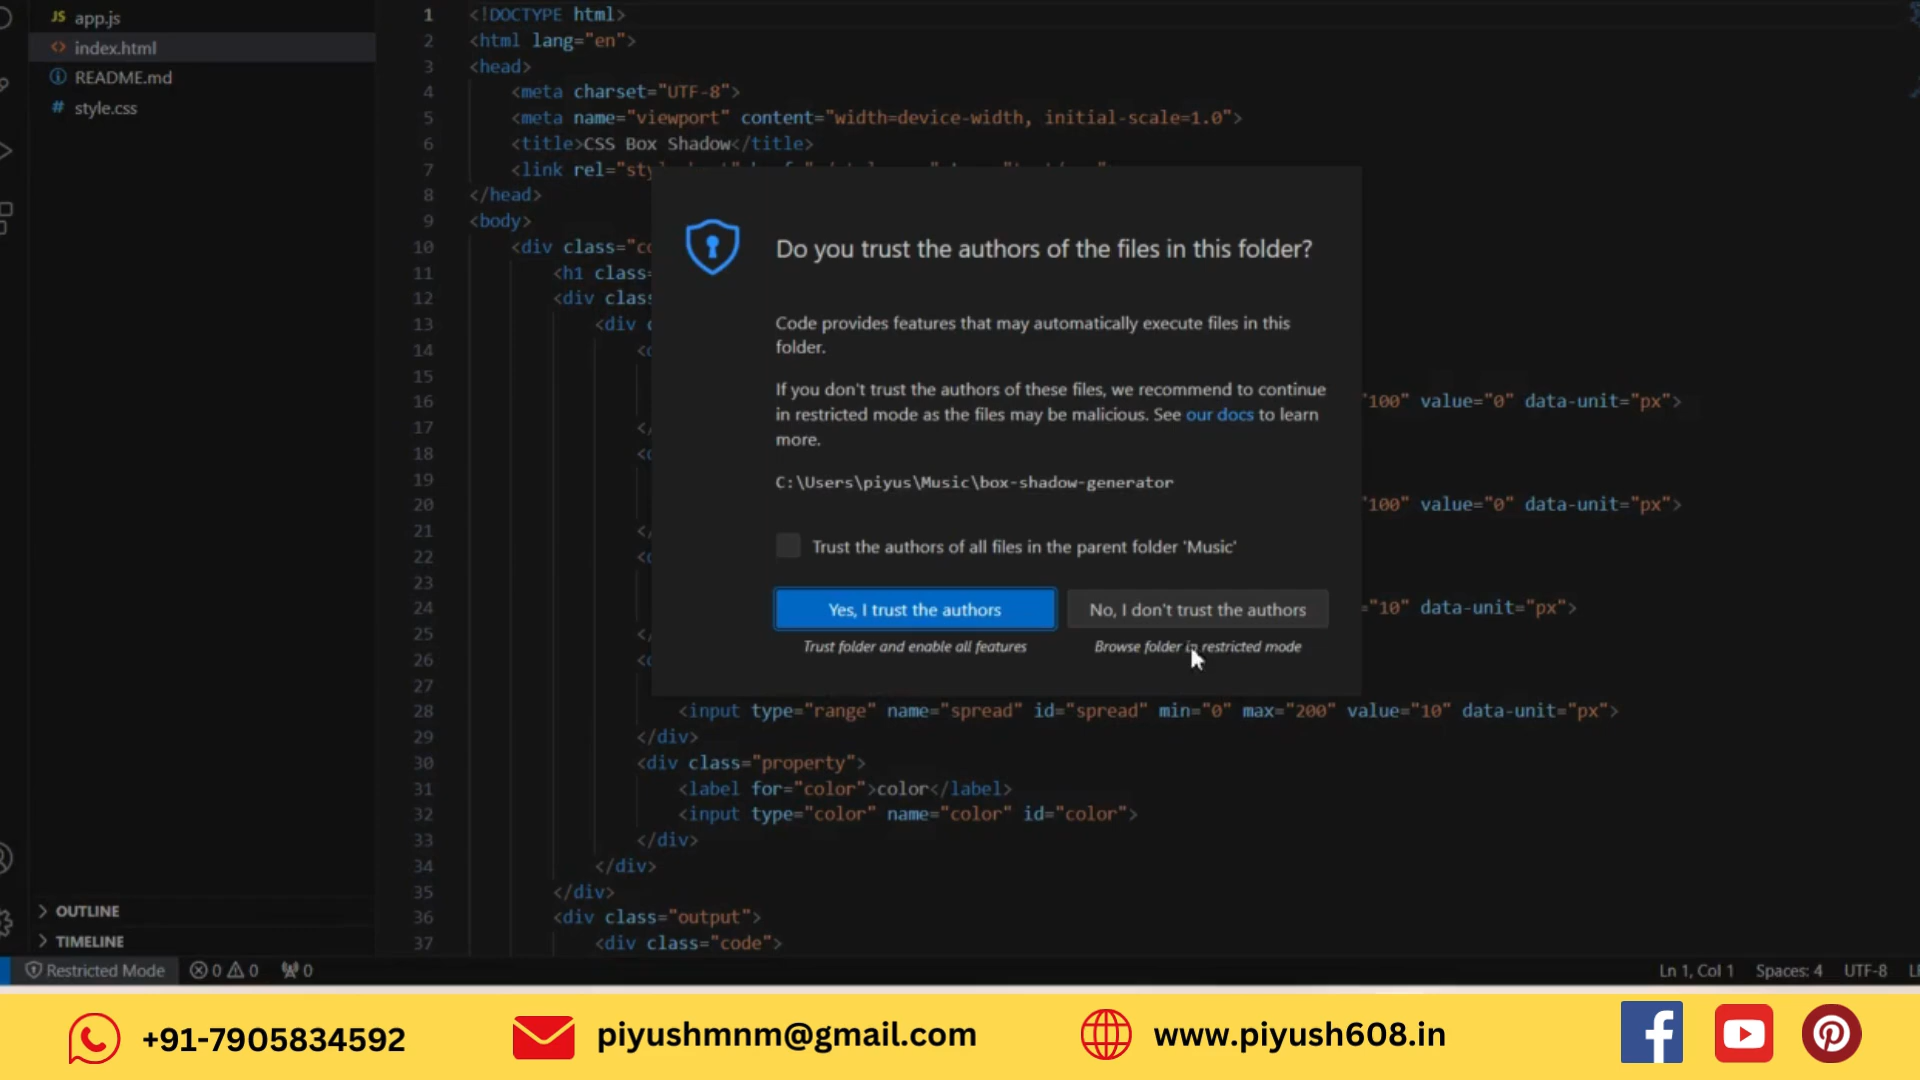 app.js
index.html
README.md
style.css
OUTLINE
TIMELINE
1 <!DOCTYPE html>
2 <html lang="en">
3 <head>
4 <meta charset="UTF-8">
5 <meta name="viewport" content="width=device-width, initial-scale=1.0">
6 <title>CSS Box Shadow</title>
7 <link rel="sty
8 </head>
9 <body>
10 <div class="co
11 <h1 class=
12 <div class
13 <div c
14 <d
15
16 "100" value="0" data-unit="px">
17 </
18 <d
19
20 "100" value="0" data-unit="px">
21 </
22 <d
23
24 ="10" data-unit="px">
25 </
26 <d
27
28 <input type="range" name="spread" id="spread" min="0" max="200" value="10" data-unit="px">
29 </div>
30 <div class="property">
31 <label for="color">color</label>
32 <input type="color" name="color" id="color">
33 </div>
34 </div>
35 </div>
36 <div class="output">
37 <div class="code">
Do you trust the authors of the files in this folder?
Code provides features that may automatically execute files in this
folder.
If you don't trust the authors of these files, we recommend to continue
in restricted mode as the files may be malicious. See our docs to learn
more.
C:\Users\piyus\Music\box-shadow-generator
Trust the authors of all files in the parent folder 'Music'
Yes, I trust the authors
No, I don't trust the authors
Trust folder and enable all features
Browse folder in restricted mode
Restricted Mode 0 0 0
Ln 1, Col 1 Spaces: 4 UTF-8
+91-7905834592
piyushmnm@gmail.com
www.piyush608.in